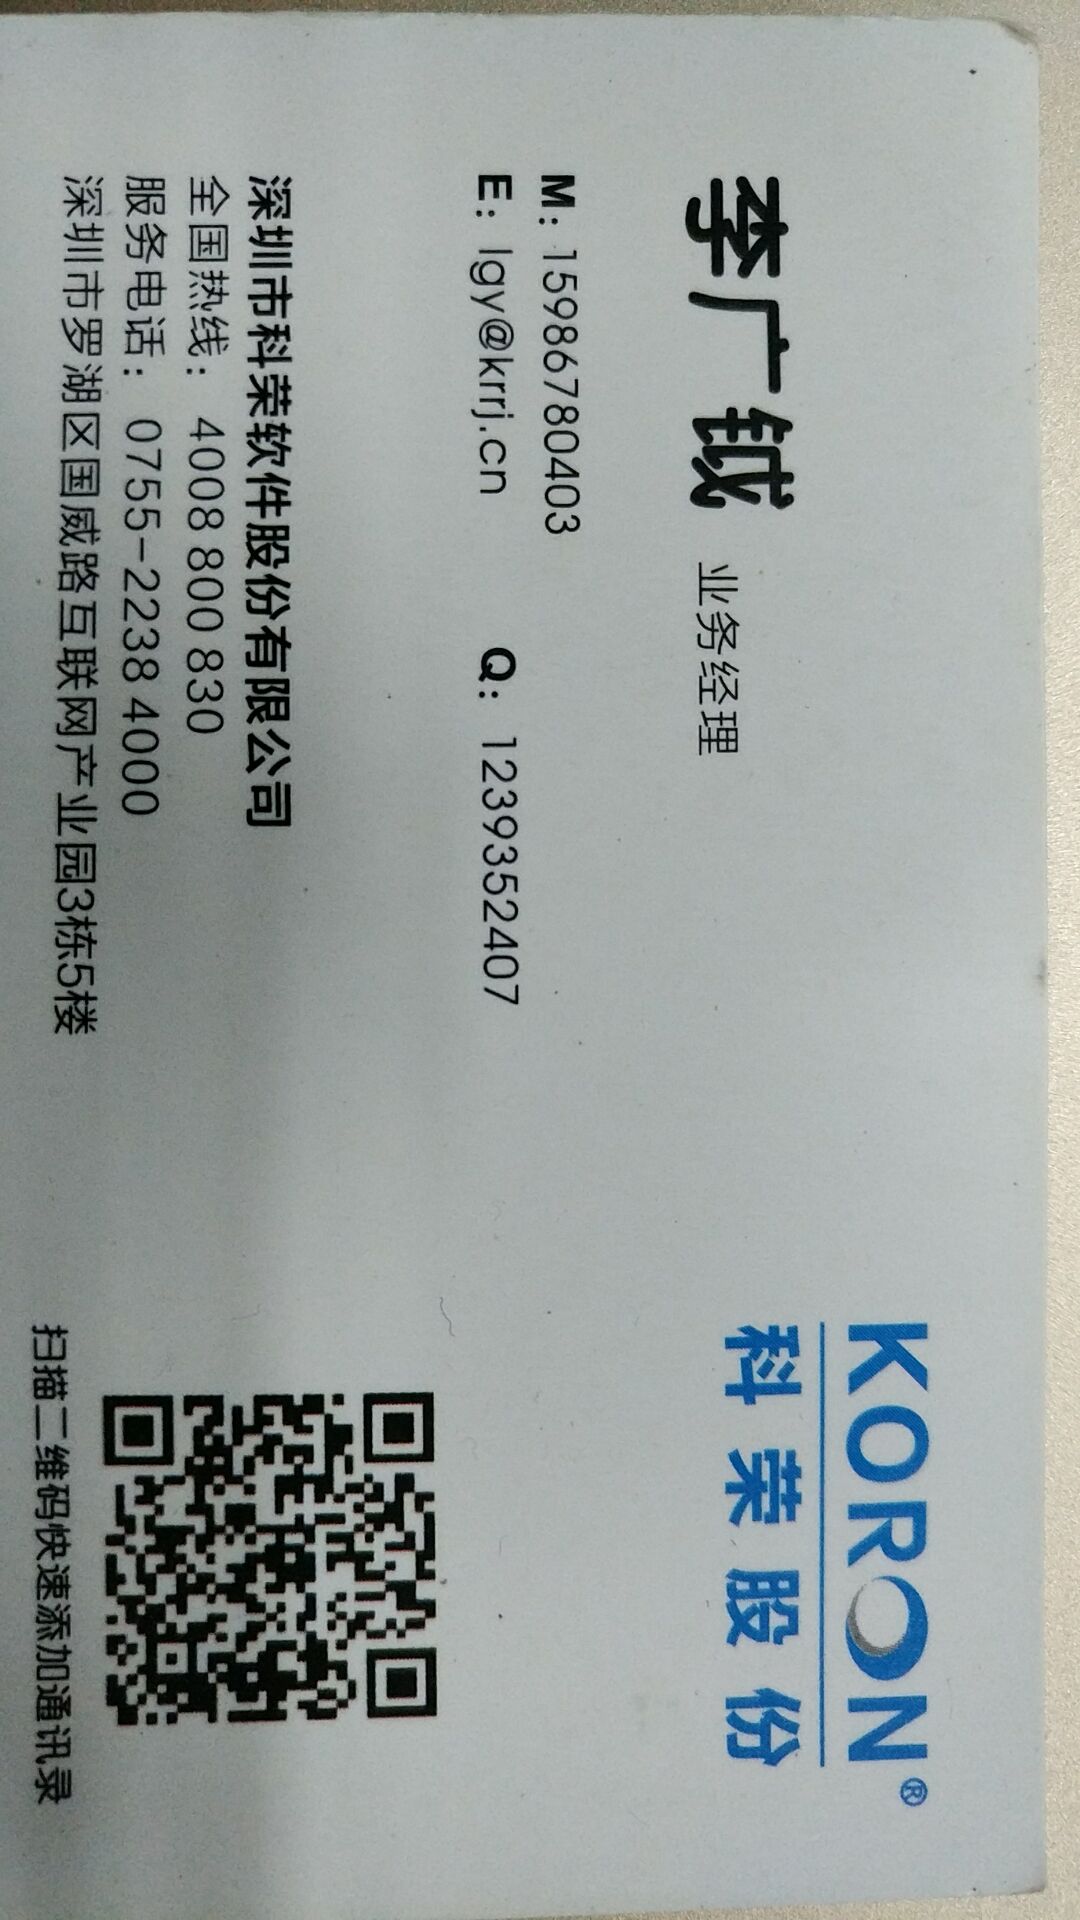 KORON®
科荣股份
李广钺 业务经理
M: 15986780403
E: lgy@krrj.cn Q: 1239352407
深圳市科荣软件股份有限公司
全国热线: 4008 800 830
服务电话: 0755-2238 4000
深圳市罗湖区国威路互联网产业园3栋5楼
扫描二维码快速添加通讯录